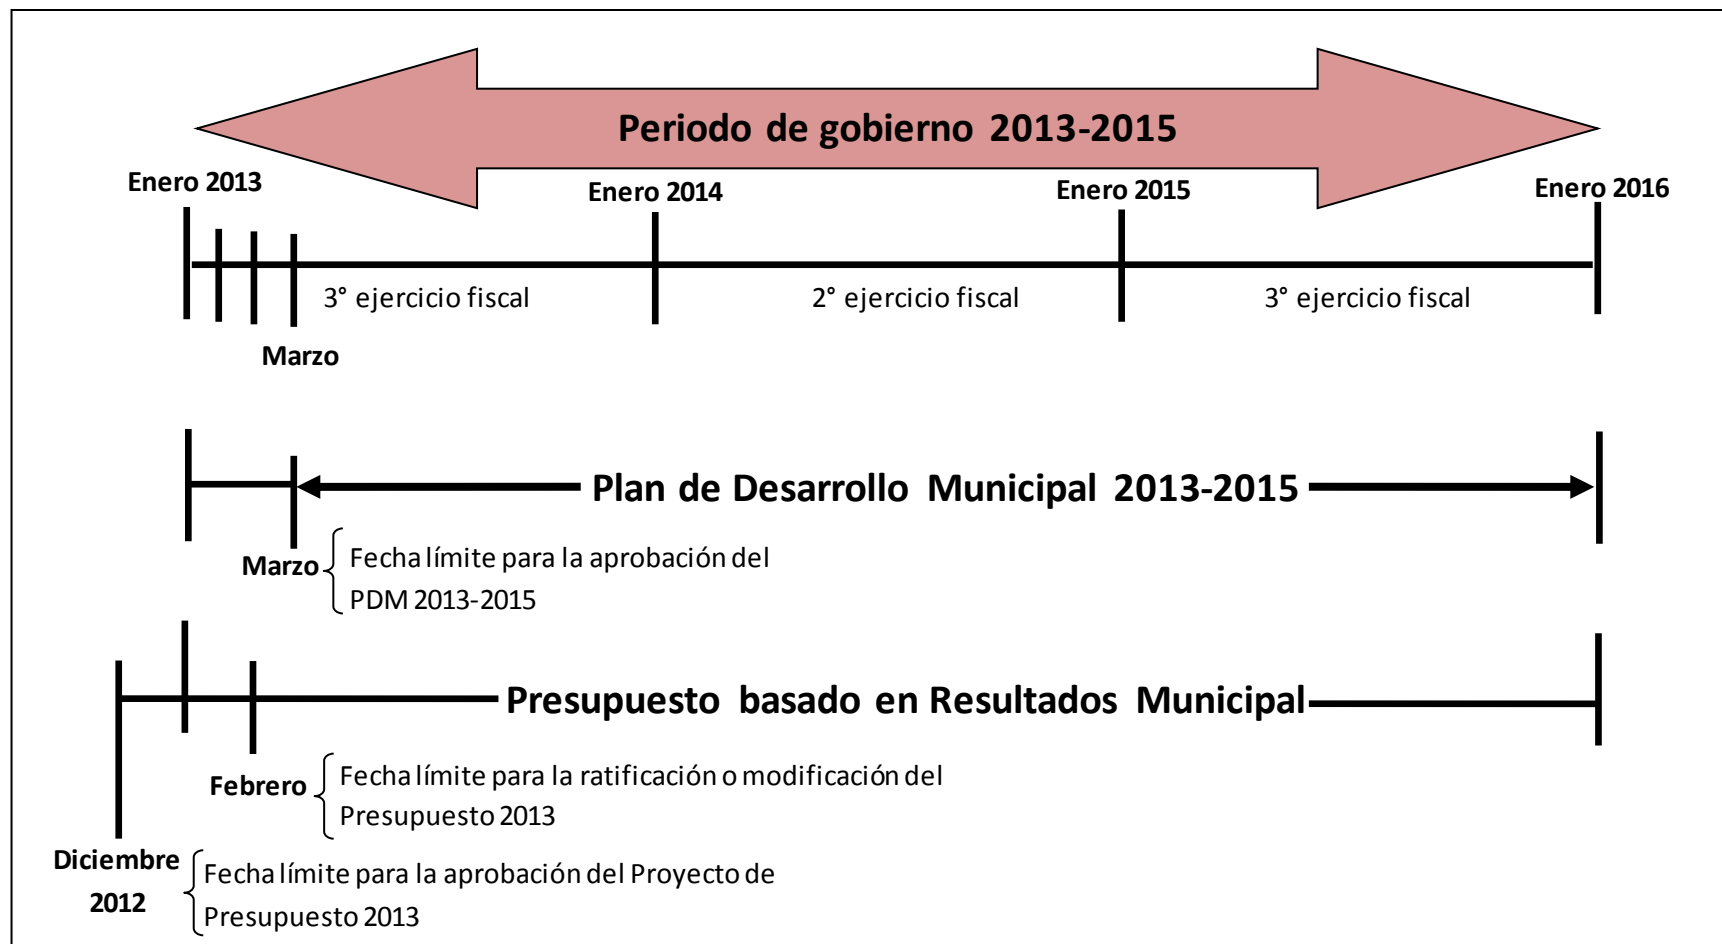 Periodo de gobierno 2013-2015
Enero 2013
Enero 2014
Enero 2015
Enero 2016
3° ejercicio fiscal
2° ejercicio fiscal
3° ejercicio fiscal
Marzo
Plan de Desarrollo Municipal 2013-2015
Marzo
Fecha límite para la aprobación del
PDM 2013-2015
Presupuesto basado en Resultados Municipal
Febrero
Fecha límite para la ratificación o modificación del
Presupuesto 2013
Diciembre
2012
Fecha límite para la aprobación del Proyecto de
Presupuesto 2013